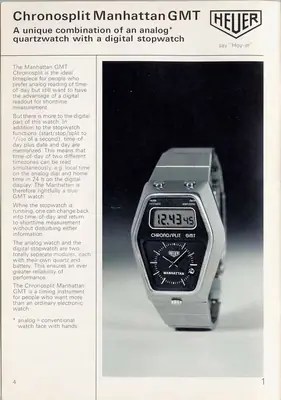 Chronosplit Manhattan GMT
A unique combination of an analog*
quartzwatch with a digital stopwatch
HEUER
say "Hoy-er"
The Manhattan GMT
Chronosplit is the ideal
timepiece for people who
prefer analog reading of time-
of-day but still want to have
the advantage of a digital
readout for shorttime
measurement.
But there is more to the digital
part of this watch. In
addition to the stopwatch
functions (start-stop/split to
of a second), time-
of-day plus date and day, are
memorized. This means that
time-of-day of two different
timezones can be read
simultaneously: e.g. local time
on the analog dial and home
time in 24 h on the digital
display. The Manhattan is
therefore rightfully a true
GMT watch.
While the stopwatch is
running, one can change back
into time-of-day and return
to shorttime measurement
without disturbing either
information.
The analog watch and the
digital stopwatch are two
totally separate modules, each
with their own quartz and
battery. This ensures an ever
greater reliability of
performance.
The Chronosplit Manhattan
GMT is a timing instrument
for people who want more
than an ordinary electronic
watch.
* analog = conventional
watch face with hands
12.43 45
CHRONOSPLIT GMT
MANHATTAN
4
1